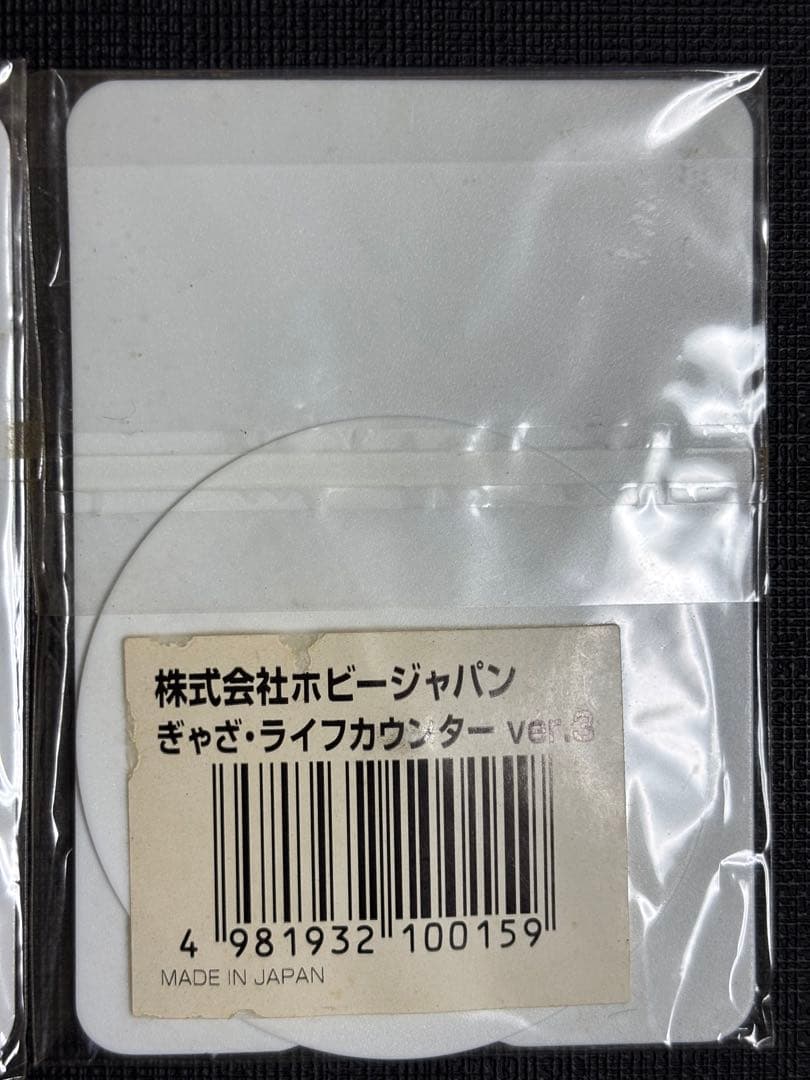 株式会社ホビージャパン
ぎゃざ・ライフカウンター ver.3
4 981932 100159
MADE IN JAPAN